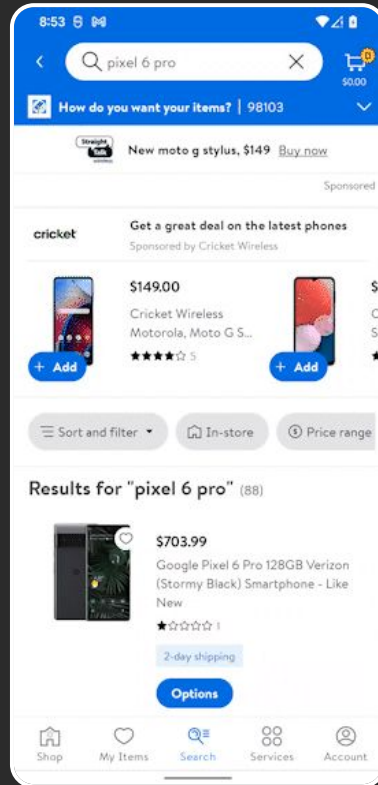 8:53
pixel 6 pro
0
$0.00
How do you want your items? | 98103
Straight Talk wireless
New moto g stylus, $149 Buy now
Sponsored
cricket
Get a great deal on the latest phones
Sponsored by Cricket Wireless
$149.00
Cricket Wireless
Motorola, Moto G S...
5
+ Add
+ Add
$
C
S
Sort and filter
In-store
Price range
Results for "pixel 6 pro" (88)
$703.99
Google Pixel 6 Pro 128GB Verizon
(Stormy Black) Smartphone - Like
New
1
2-day shipping
Options
Shop
My Items
Search
Services
Account